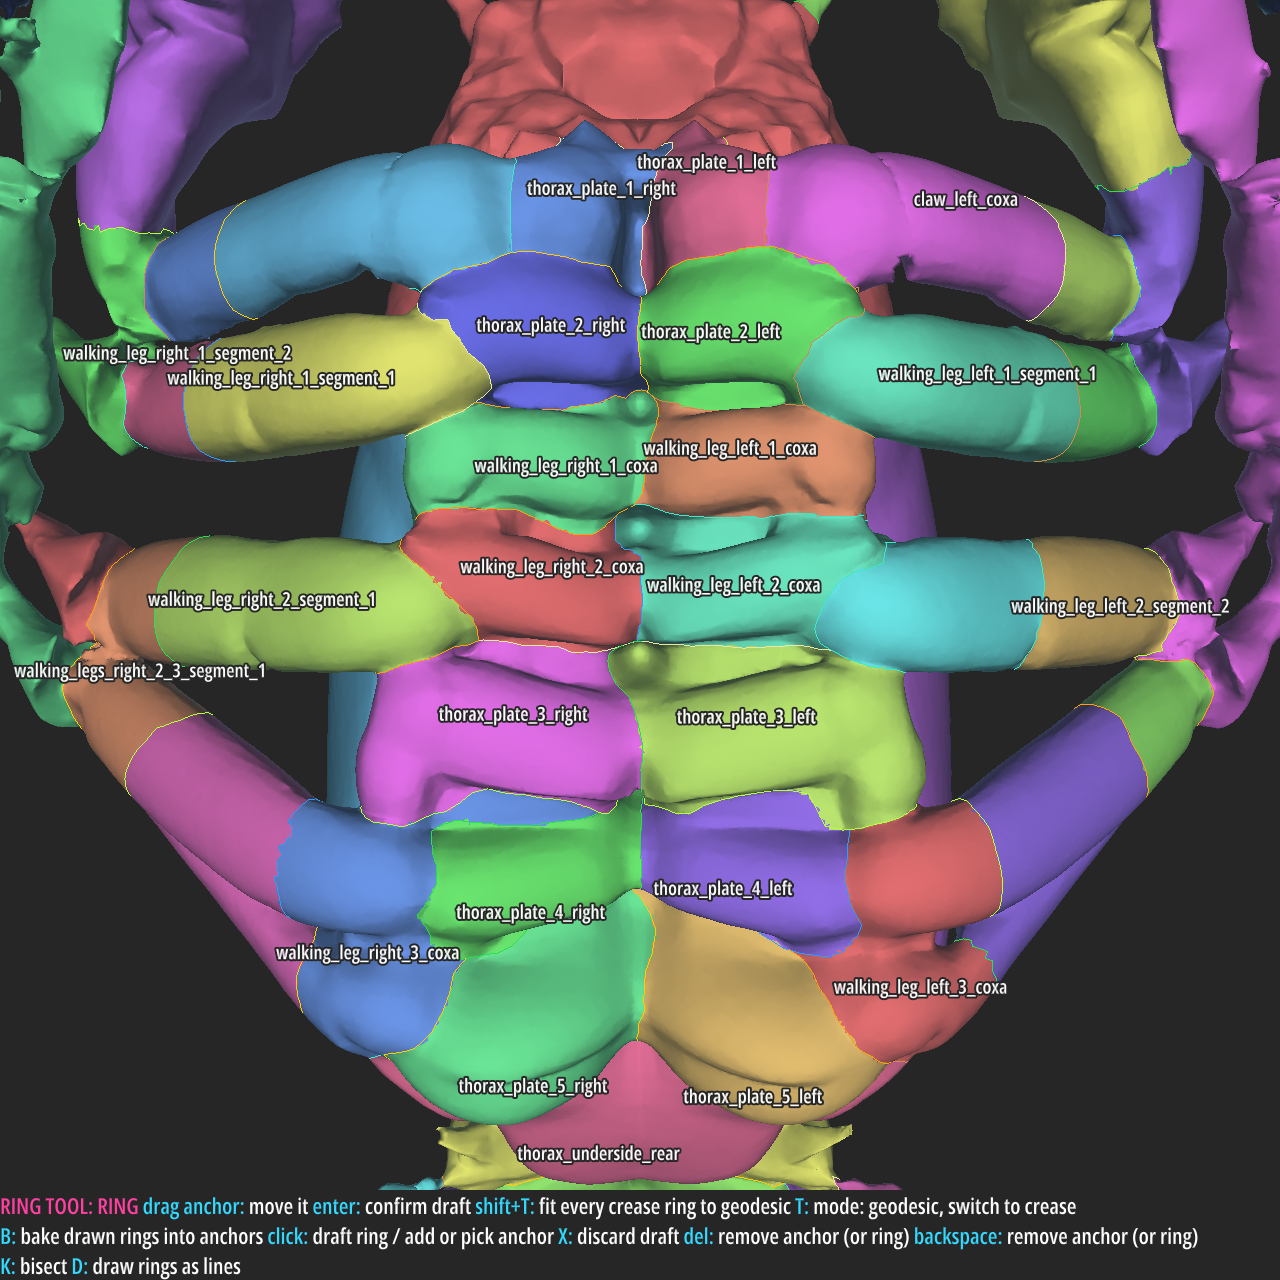 thorax_plate_1_left
thorax_plate_1_right
claw_left_coxa
thorax_plate_2_right
thorax_plate_2_left
walking_leg_right_1_segment_2
walking_leg_right_1_segment_1
walking_leg_left_1_segment_1
walking_leg_left_1_coxa
walking_leg_right_1_coxa
walking_leg_right_2_coxa
walking_leg_left_2_coxa
walking_leg_right_2_segment_1
walking_leg_left_2_segment_2
walking_legs_right_2_3_segment_1
thorax_plate_3_right
thorax_plate_3_left
thorax_plate_4_left
thorax_plate_4_right
walking_leg_right_3_coxa
walking_leg_left_3_coxa
thorax_plate_5_right
thorax_plate_5_left
thorax_underside_rear
RING TOOL: RING drag anchor: move it enter: confirm draft shift+T: fit every crease ring to geodesic T: mode: geodesic, switch to crease
B: bake drawn rings into anchors click: draft ring / add or pick anchor X: discard draft del: remove anchor (or ring) backspace: remove anchor (or ring)
K: bisect D: draw rings as lines